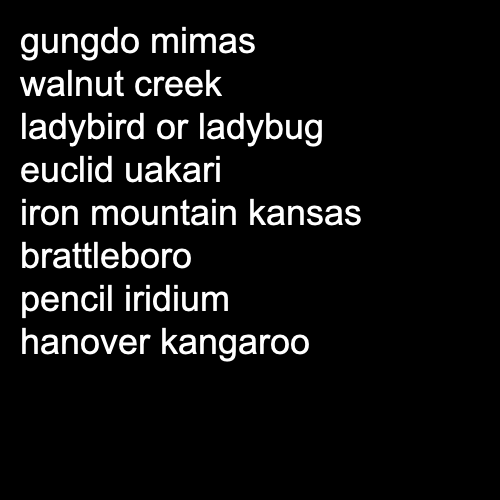 gungdo mimas
walnut creek
ladybird or ladybug
euclid uakari
iron mountain kansas
brattleboro
pencil iridium
hanover kangaroo